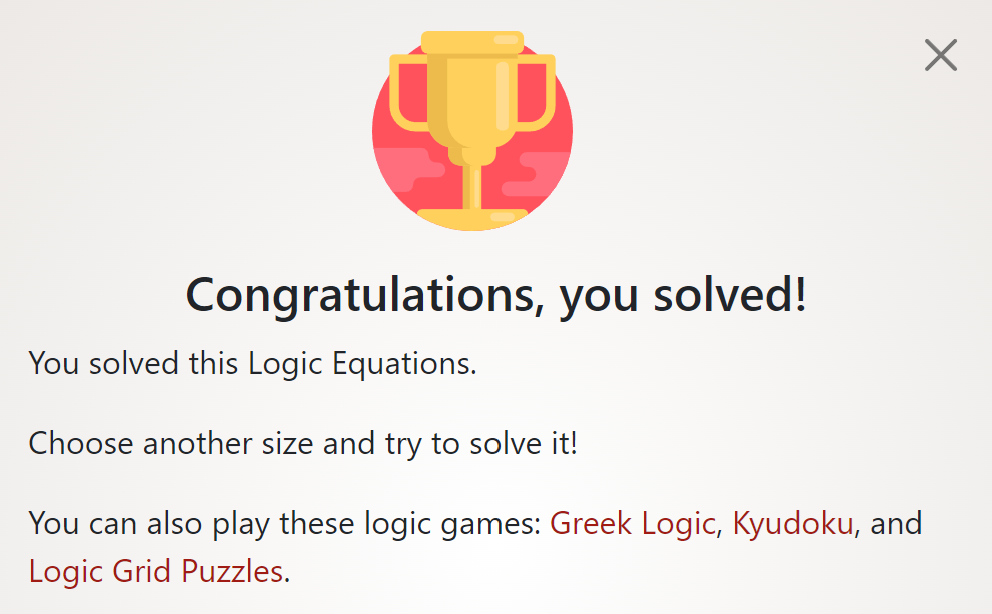 Congratulations, you solved!
You solved this Logic Equations.
Choose another size and try to solve it!
You can also play these logic games: Greek Logic, Kyudoku, and
Logic Grid Puzzles.